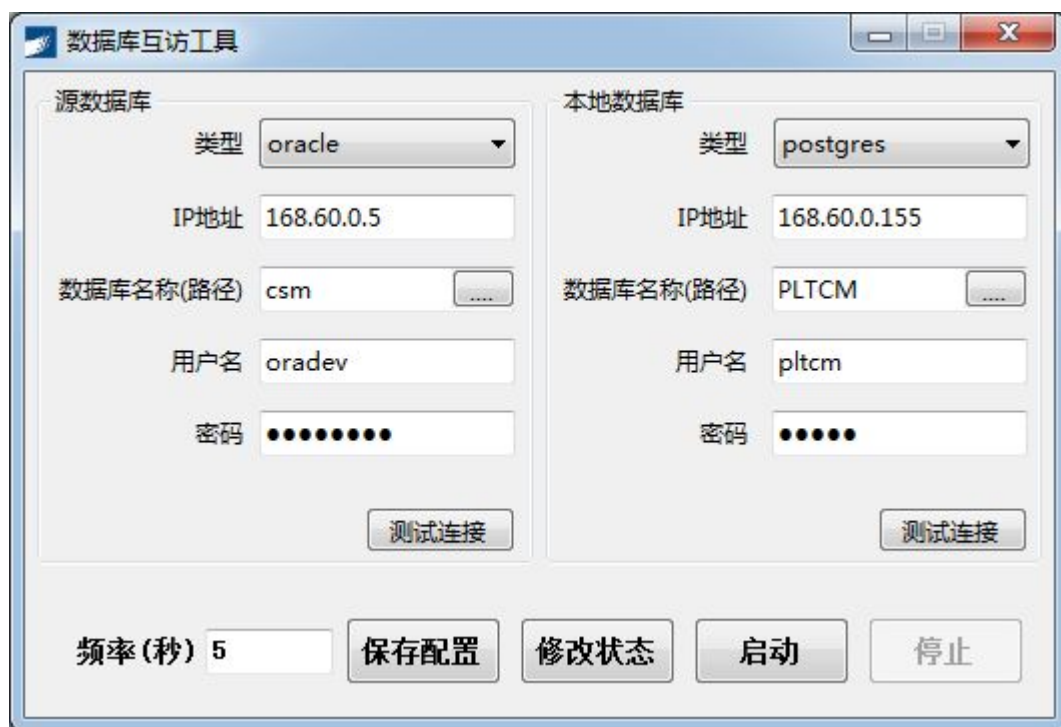 数据库互访工具
源数据库
类型 oracle
IP地址 168.60.0.5
数据库名称(路径) csm ....
用户名 oradev
密码 ●●●●●●●●
测试连接
本地数据库
类型 postgres
IP地址 168.60.0.155
数据库名称(路径) PLTCM ....
用户名 pltcm
密码 ●●●●●
测试连接
频率(秒) 5 保存配置 修改状态 启动 停止